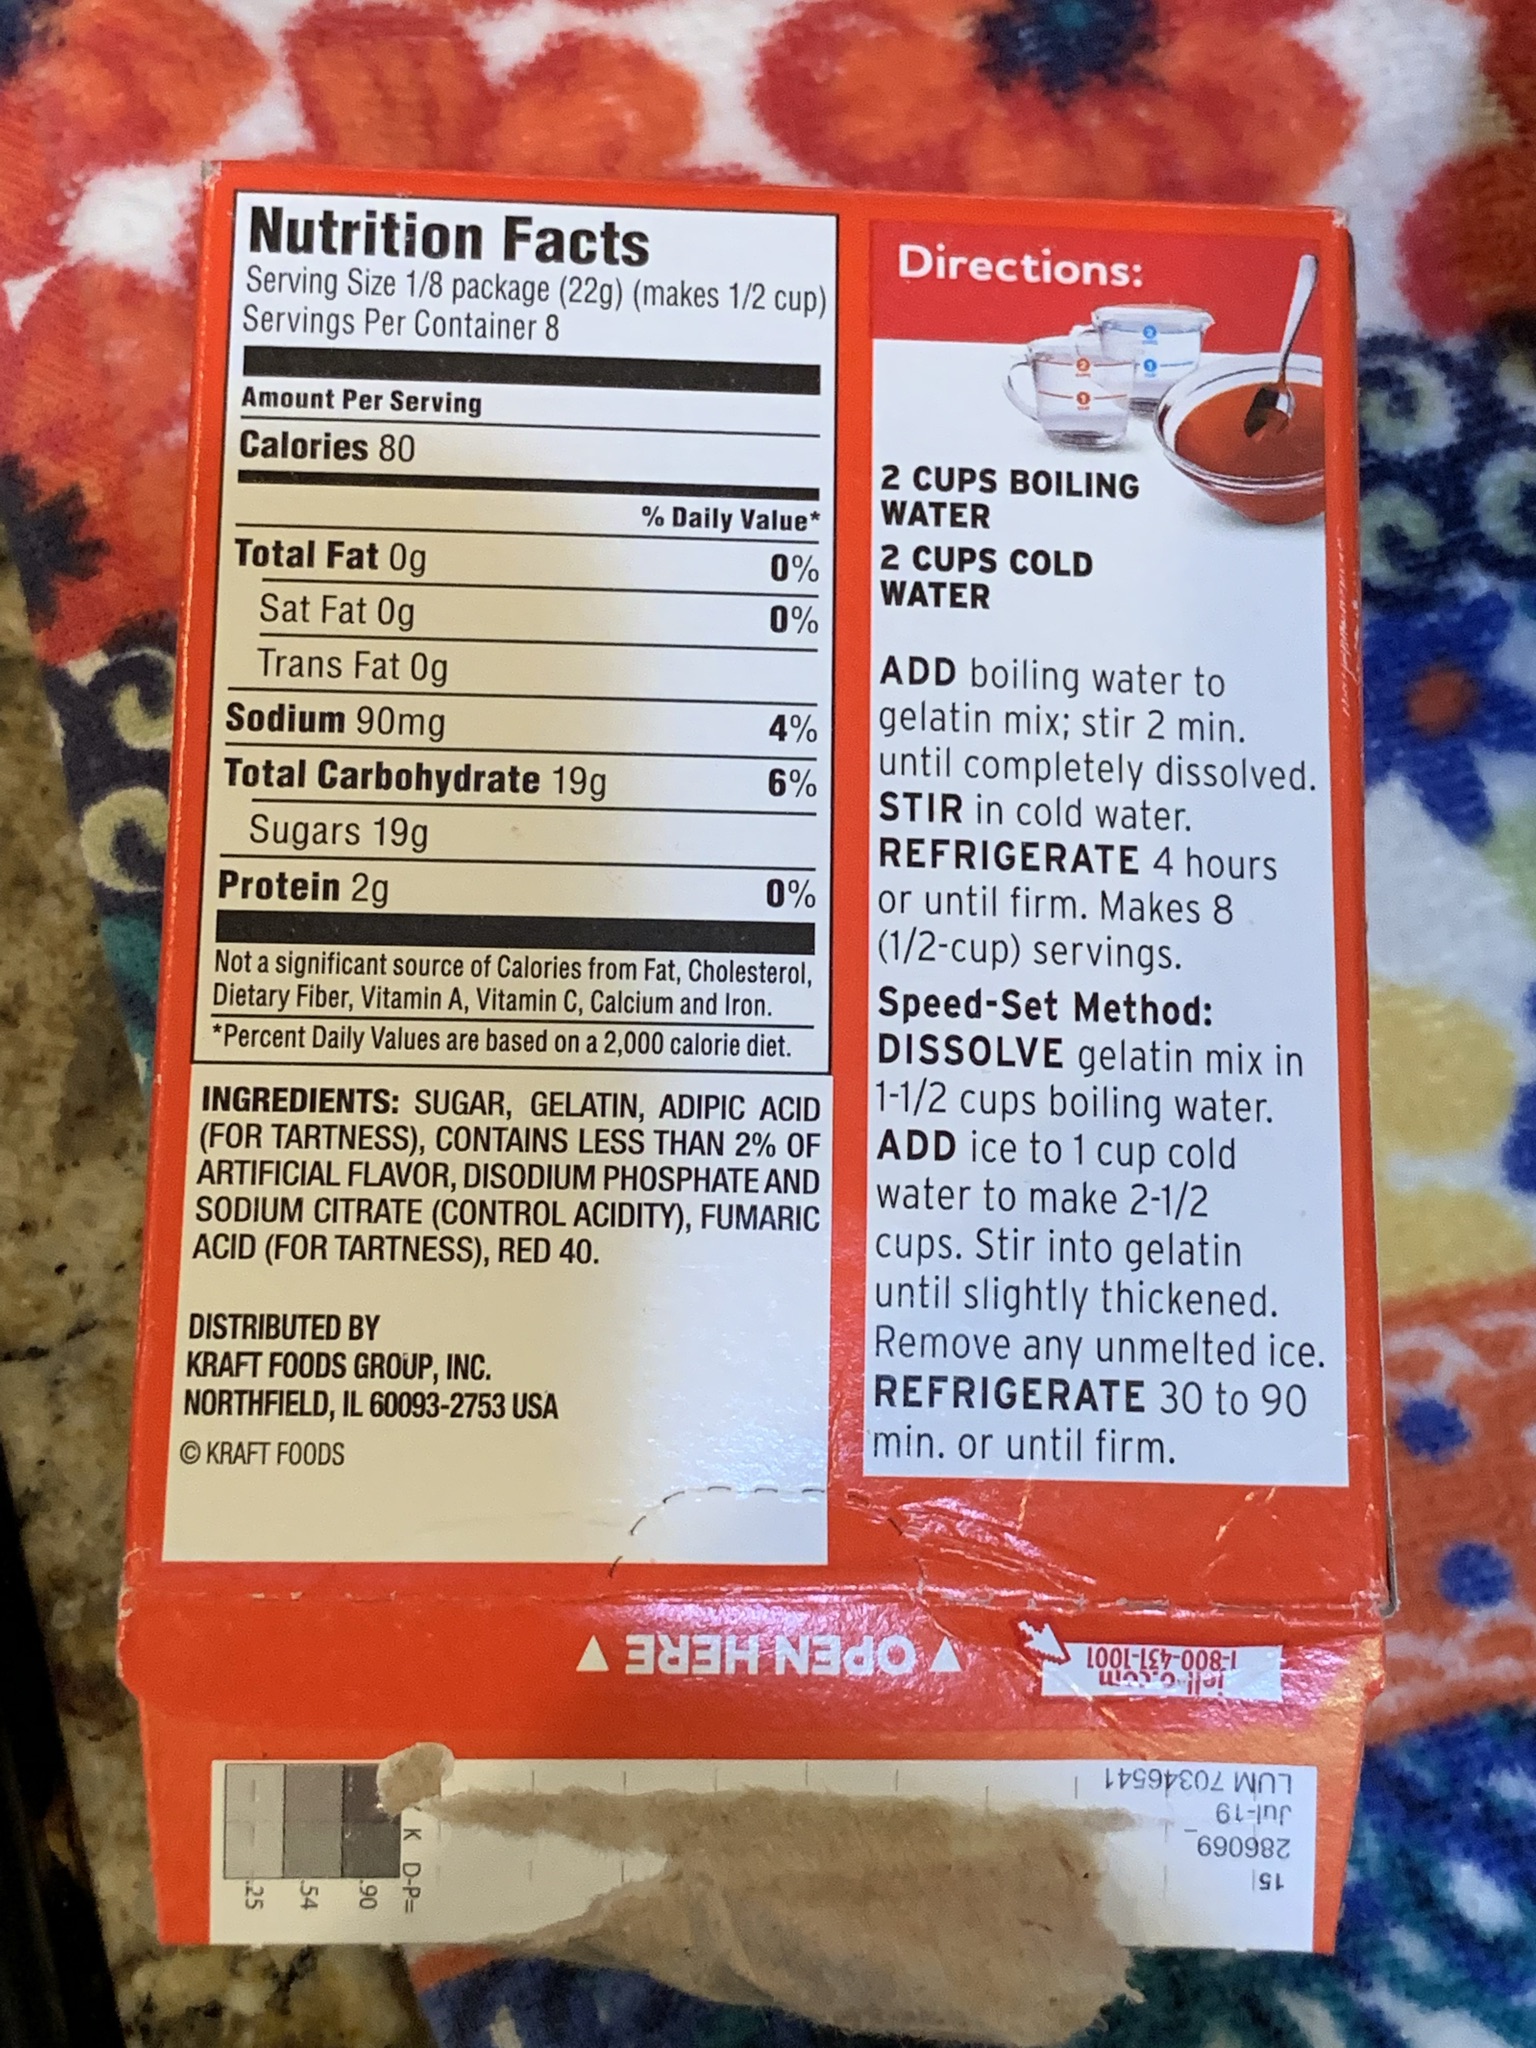 Nutrition Facts
Serving Size 1/8 package (22g) (makes 1/2 cup)
Servings Per Container 8
Amount Per Serving
Calories 80
% Daily Value*
Total Fat 0g 0%
Sat Fat 0g 0%
Trans Fat 0g
Sodium 90mg 4%
Total Carbohydrate 19g 6%
Sugars 19g
Protein 2g 0%
Not a significant source of Calories from Fat, Cholesterol,
Dietary Fiber, Vitamin A, Vitamin C, Calcium and Iron.
*Percent Daily Values are based on a 2,000 calorie diet.
INGREDIENTS: SUGAR, GELATIN, ADIPIC ACID
(FOR TARTNESS), CONTAINS LESS THAN 2% OF
ARTIFICIAL FLAVOR, DISODIUM PHOSPHATE AND
SODIUM CITRATE (CONTROL ACIDITY), FUMARIC
ACID (FOR TARTNESS), RED 40.
DISTRIBUTED BY
KRAFT FOODS GROUP, INC.
NORTHFIELD, IL 60093-2753 USA
© KRAFT FOODS
Directions:
2
1
2
1
2 CUPS BOILING
WATER
2 CUPS COLD
WATER
ADD boiling water to
gelatin mix; stir 2 min.
until completely dissolved.
STIR in cold water.
REFRIGERATE 4 hours
or until firm. Makes 8
(1/2-cup) servings.
Speed-Set Method:
DISSOLVE gelatin mix in
1-1/2 cups boiling water.
ADD ice to 1 cup cold
water to make 2-1/2
cups. Stir into gelatin
until slightly thickened.
Remove any unmelted ice.
REFRIGERATE 30 to 90
min. or until firm.
OPEN HERE
jell-o.com
1-800-431-1001
15
286069
Jul-19
LUM 70346541
K D-P=
.90
.54
.25